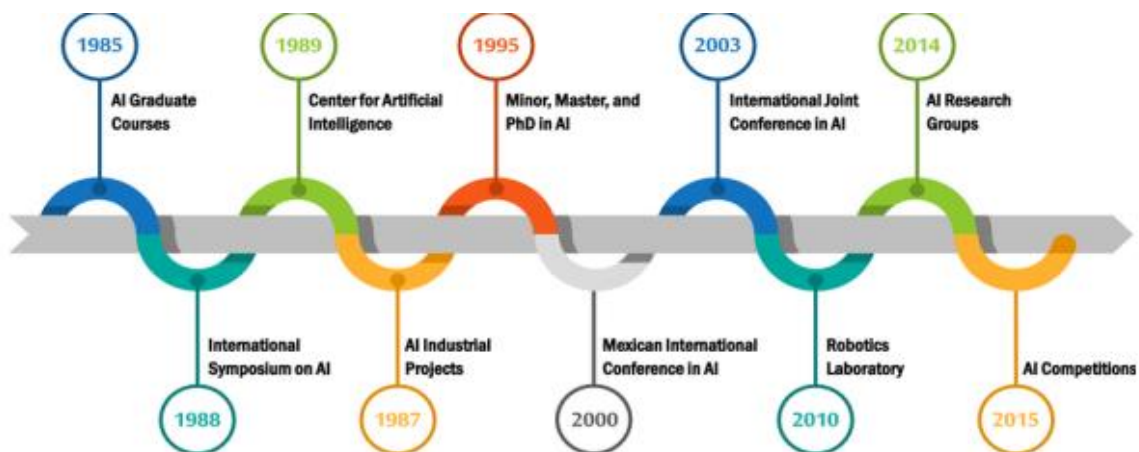 1985
AI Graduate
Courses
1989
Center for Artificial
Intelligence
1995
Minor, Master, and
PhD in AI
2003
International Joint
Conference in AI
2014
AI Research
Groups
International
Symposium on AI
1988
AI Industrial
Projects
1987
Mexican International
Conference in AI
2000
Robotics
Laboratory
2010
AI Competitions
2015